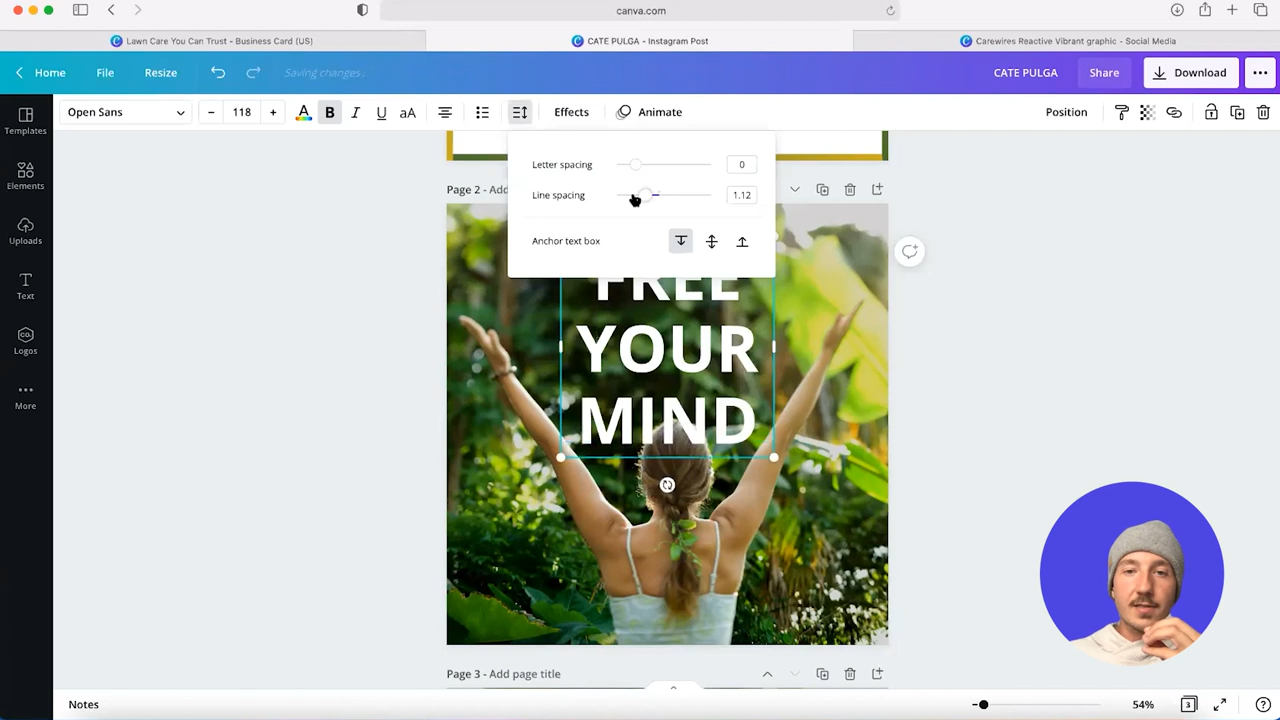 canva.com
Lawn Care You Can Trust - Business Card (US)
CATE PULGA - Instagram Post
Carewires Reactive Vibrant graphic - Social Media
Home
File
Resize
Saving changes...
CATE PULGA
Share
Download
Open Sans
118
B
I
U
aA
Effects
Animate
Position
Templates
Elements
Uploads
Text
Logos
More
Letter spacing
0
Line spacing
1.12
Anchor text box
Page 2 - Add
FREE
YOUR
MIND
Page 3 - Add page title
Notes
54%
3